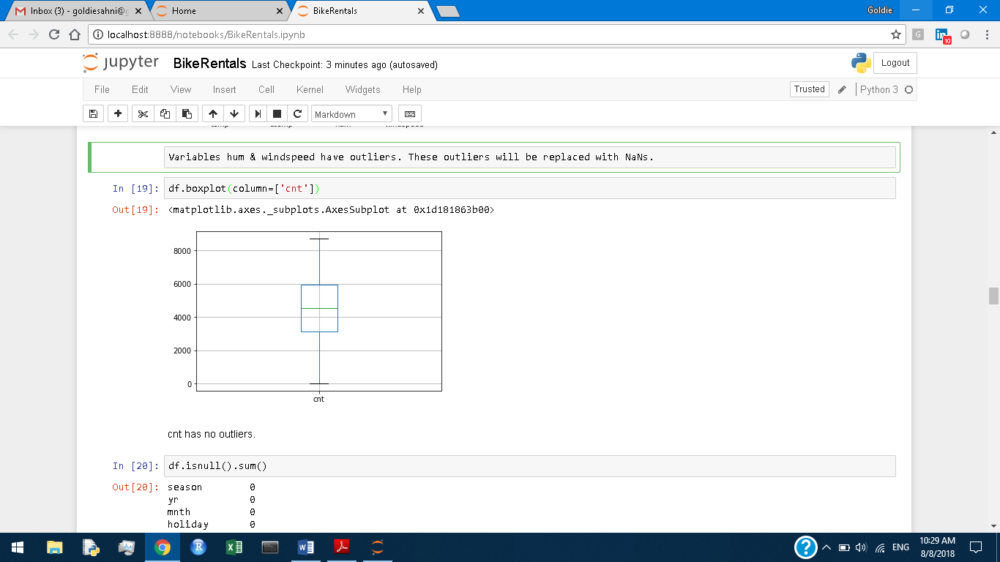 Inbox (3) - goldiesahni@g
Home
BikeRentals
Goldie
localhost:8888/notebooks/BikeRentals.ipynb
G
in
10
jupyter BikeRentals Last Checkpoint: 3 minutes ago (autosaved)
Logout
File Edit View Insert Cell Kernel Widgets Help
Trusted
Python 3
Markdown
windspeed
Variables hum & windspeed have outliers. These outliers will be replaced with NaNs.
In [19]: df.boxplot(column=['cnt'])
Out[19]: <matplotlib.axes._subplots.AxesSubplot at 0x1d181863b00>
8000
6000
4000
2000
0
cnt
cnt has no outliers.
In [20]: df.isnull().sum()
Out[20]: season 0
yr 0
mnth 0
holiday 0
ENG
10:29 AM
8/8/2018